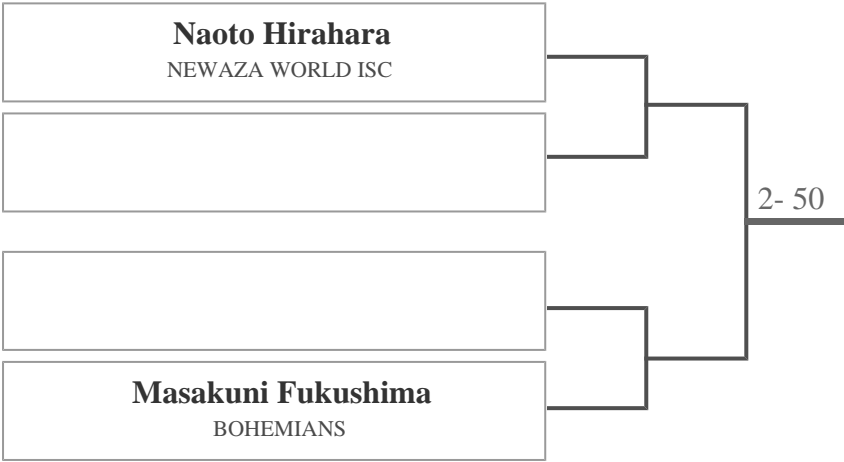 Naoto Hirahara
NEWAZA WORLD ISC
2- 50
Masakuni Fukushima
BOHEMIANS